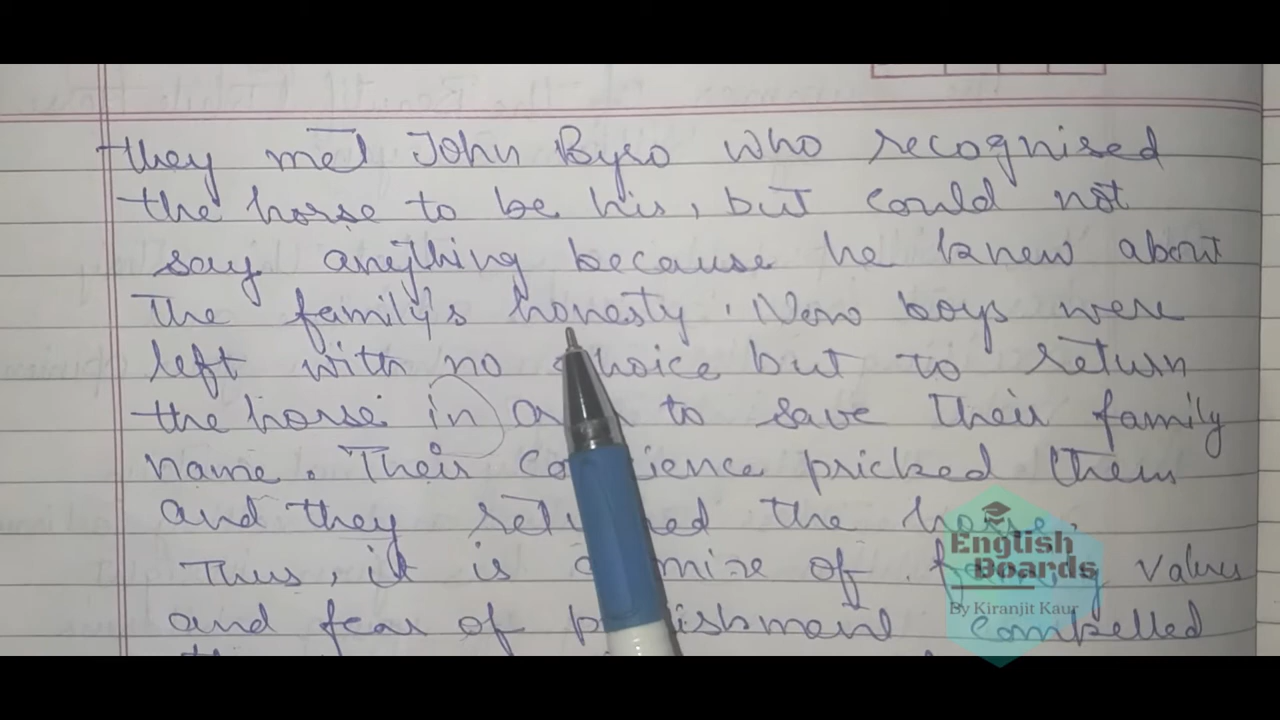 they met John Byro who recognised
the horse to be his, but could not
say anything because he knew about
the family's honesty. Now boys were
left with no choice but to return
the horse in to save their family
name. Their pricked them
and they the horse.
Thus, it is of family values
and fear of compelled
English
Boards
By Kiranjit Kaur